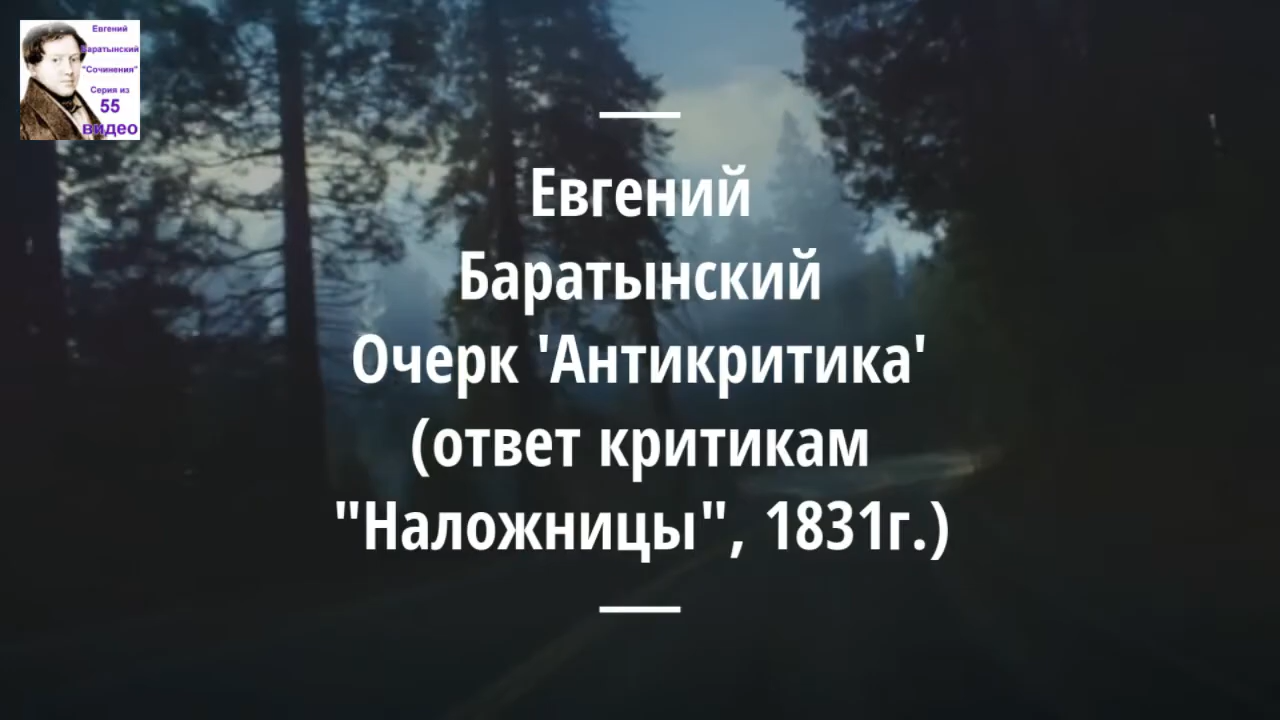 Евгений
Баратынский
"Сочинения"
Серия из
55
видео
Евгений
Баратынский
Очерк 'Антикритика'
(ответ критикам
"Наложницы", 1831г.)